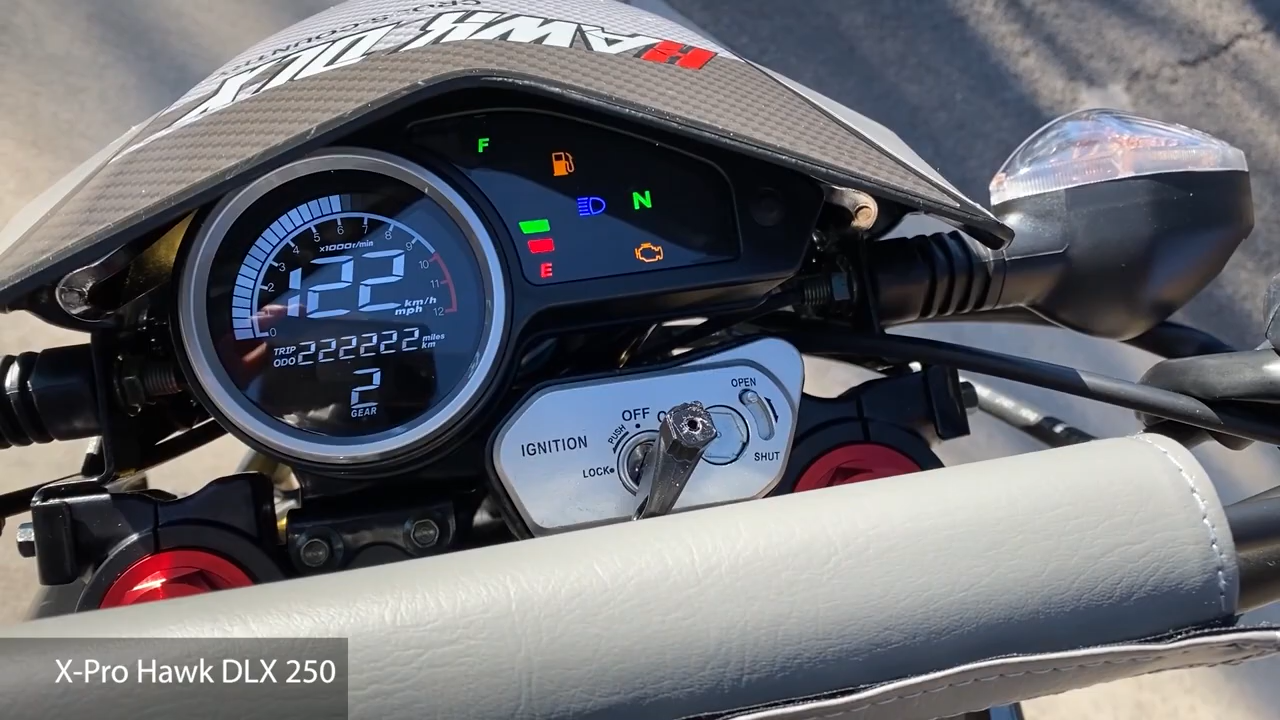 HAWK DLX
F
N
E
x1000r/min
0 2 3 4 5 6 7 8 9 10 11 12
122
km/h
mph
TRIP
ODO
222222
miles
km
2
GEAR
OPEN
OFF
PUSH
IGNITION
LOCK
SHUT
X-Pro Hawk DLX 250